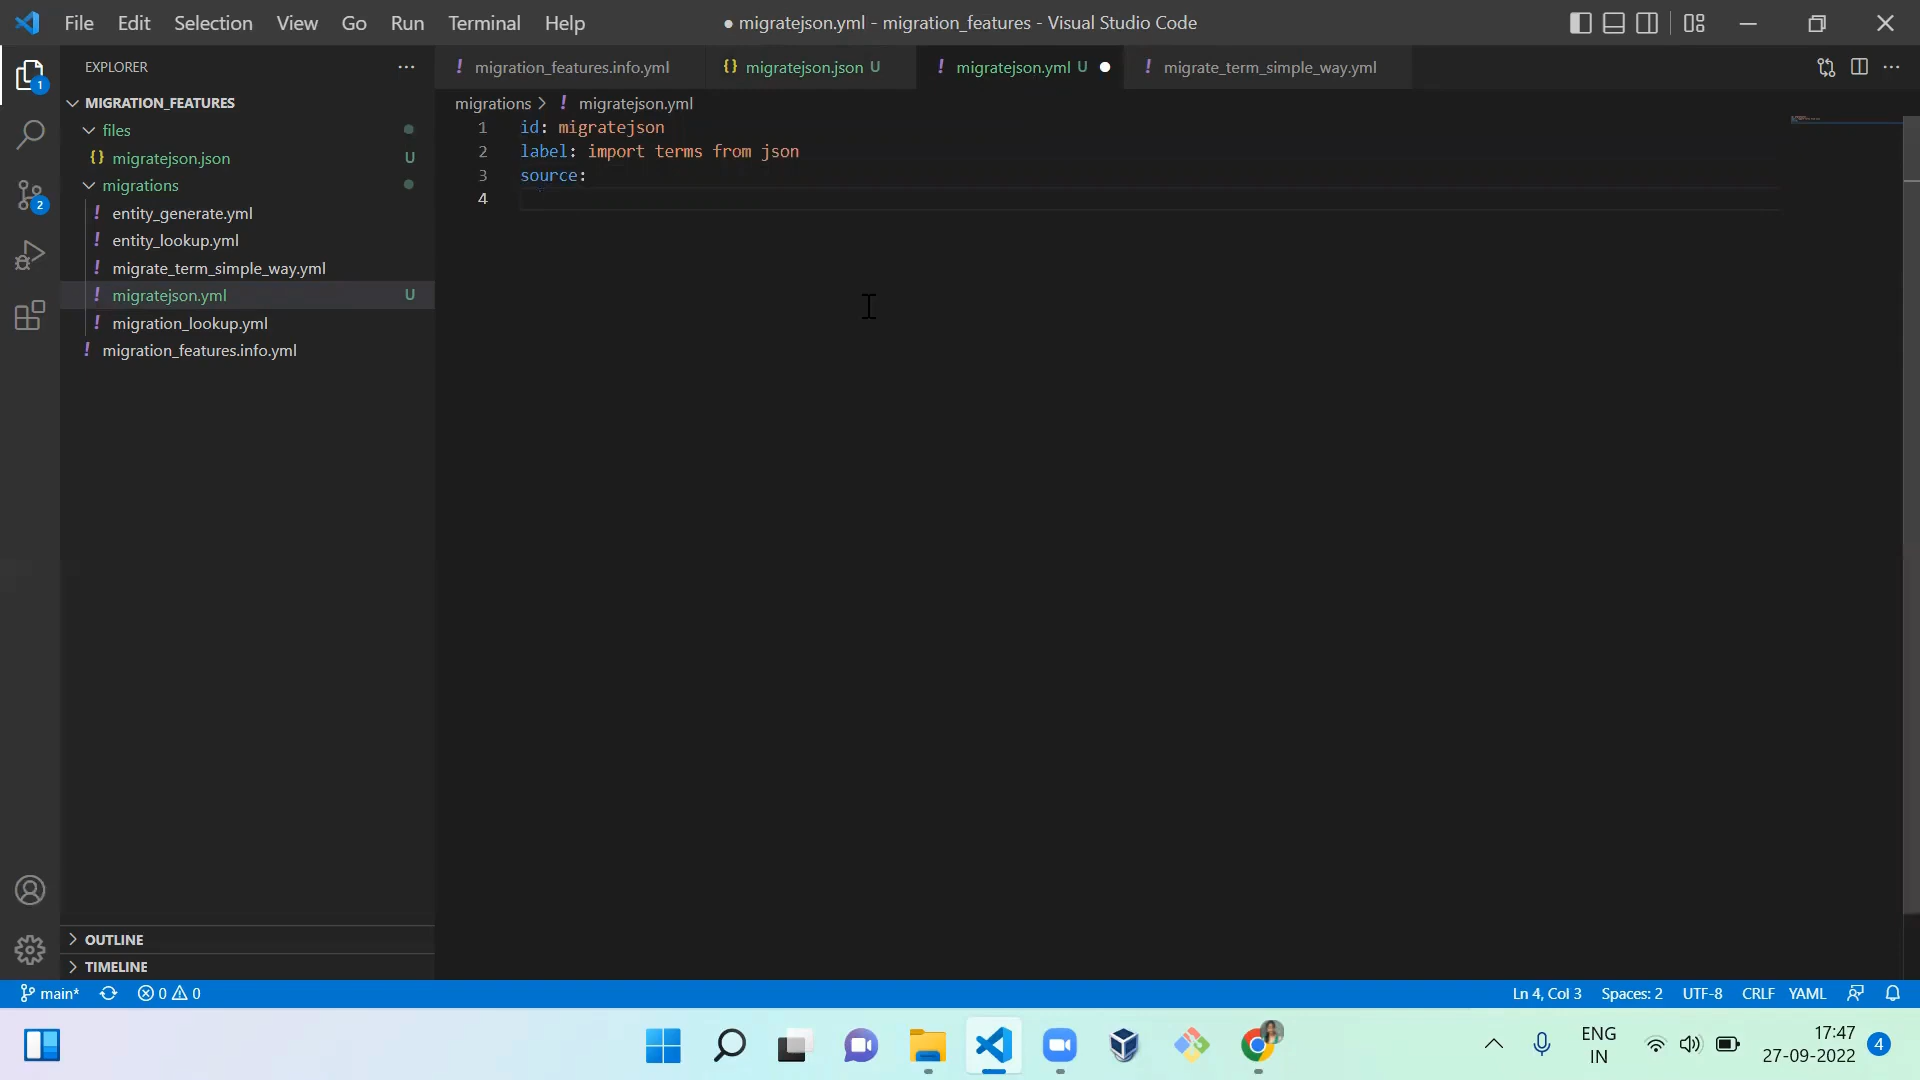 File Edit Selection View Go Run Terminal Help
● migratejson.yml - migration_features - Visual Studio Code
EXPLORER
! migration_features.info.yml
{} migratejson.json U
! migratejson.yml U
! migrate_term_simple_way.yml
migrations > ! migratejson.yml
MIGRATION_FEATURES
files
{} migratejson.json U
migrations
! entity_generate.yml
! entity_lookup.yml
! migrate_term_simple_way.yml
! migratejson.yml U
! migration_lookup.yml
! migration_features.info.yml
1 id: migratejson
2 label: import terms from json
3 source:
4
1
2
OUTLINE
TIMELINE
main* 0 0
Ln 4, Col 3 Spaces: 2 UTF-8 CRLF YAML
ENG
IN
17:47
27-09-2022
4